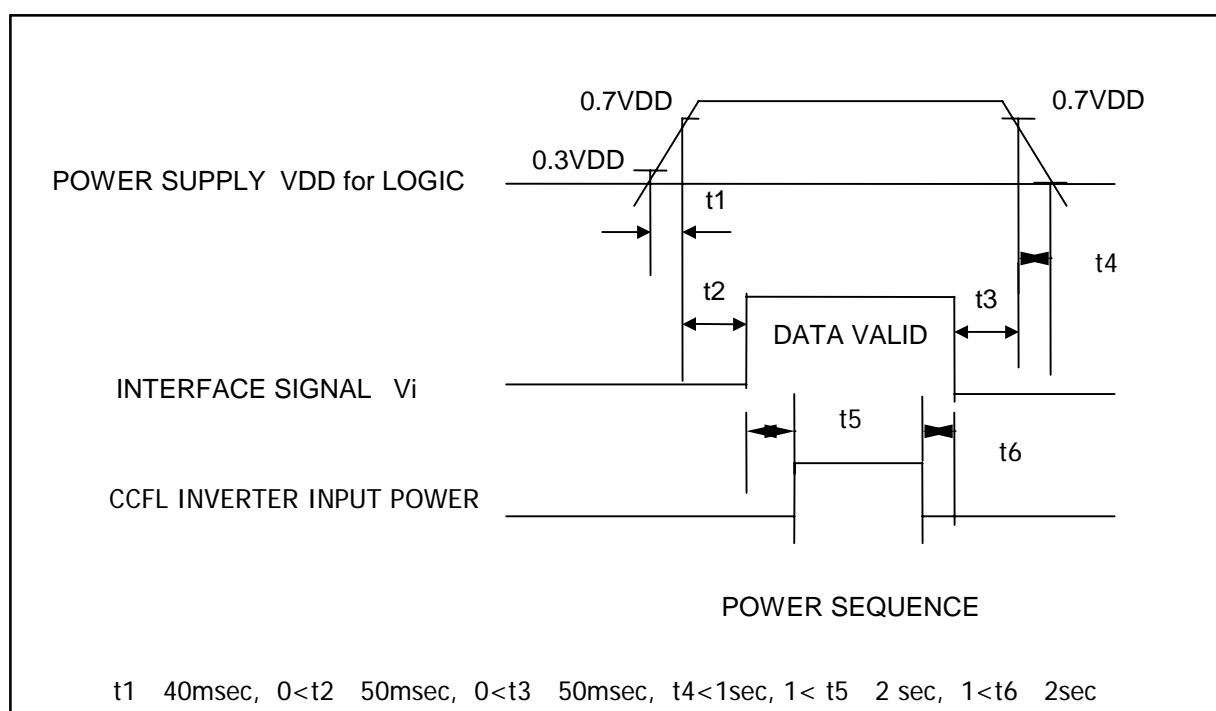 0.7VDD
0.7VDD
0.3VDD
POWER SUPPLY VDD for LOGIC
t1
t4
t2
t3
DATA VALID
INTERFACE SIGNAL Vi
t5
t6
CCFL INVERTER INPUT POWER
POWER SEQUENCE
t1 40msec, 0<t2 50msec, 0<t3 50msec, t4<1sec, 1< t5 2 sec, 1<t6 2sec